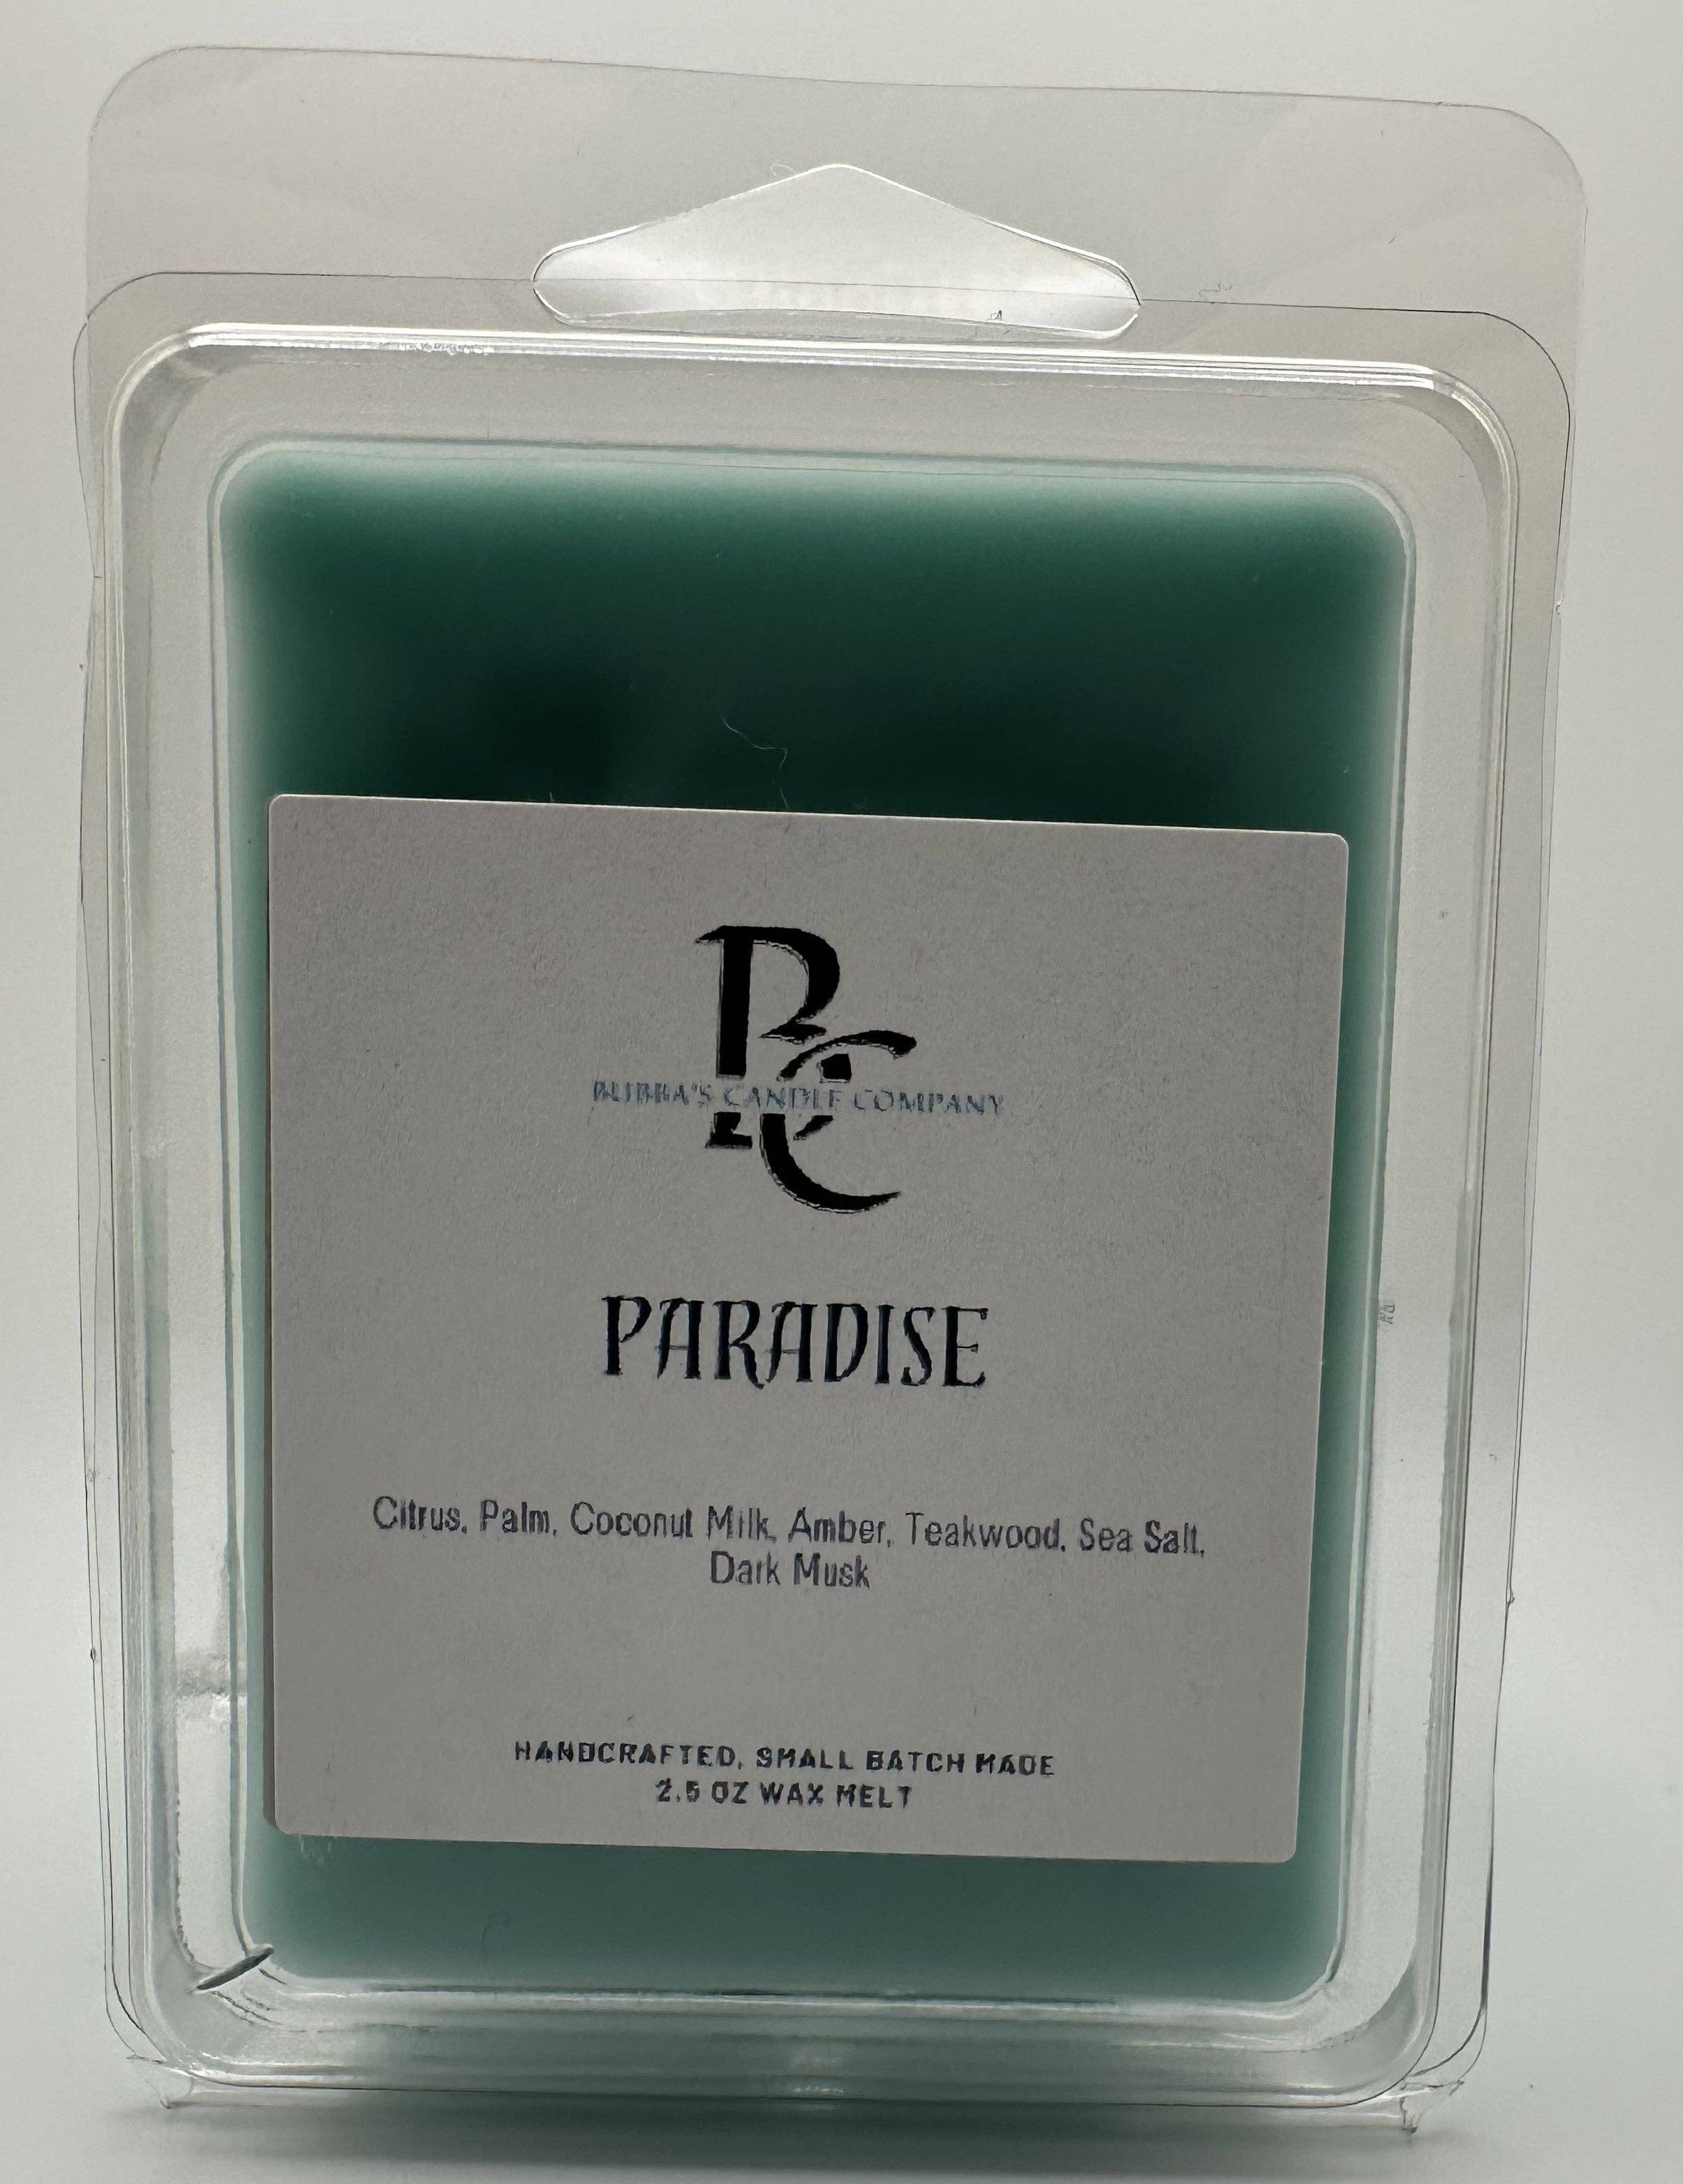 BC
BUBBA'S CANDLE COMPANY
PARADISE
Citrus, Palm, Coconut Milk, Amber, Teakwood, Sea Salt,
Dark Musk
HANDCRAFTED, SMALL BATCH MADE
2.5 OZ WAX MELT